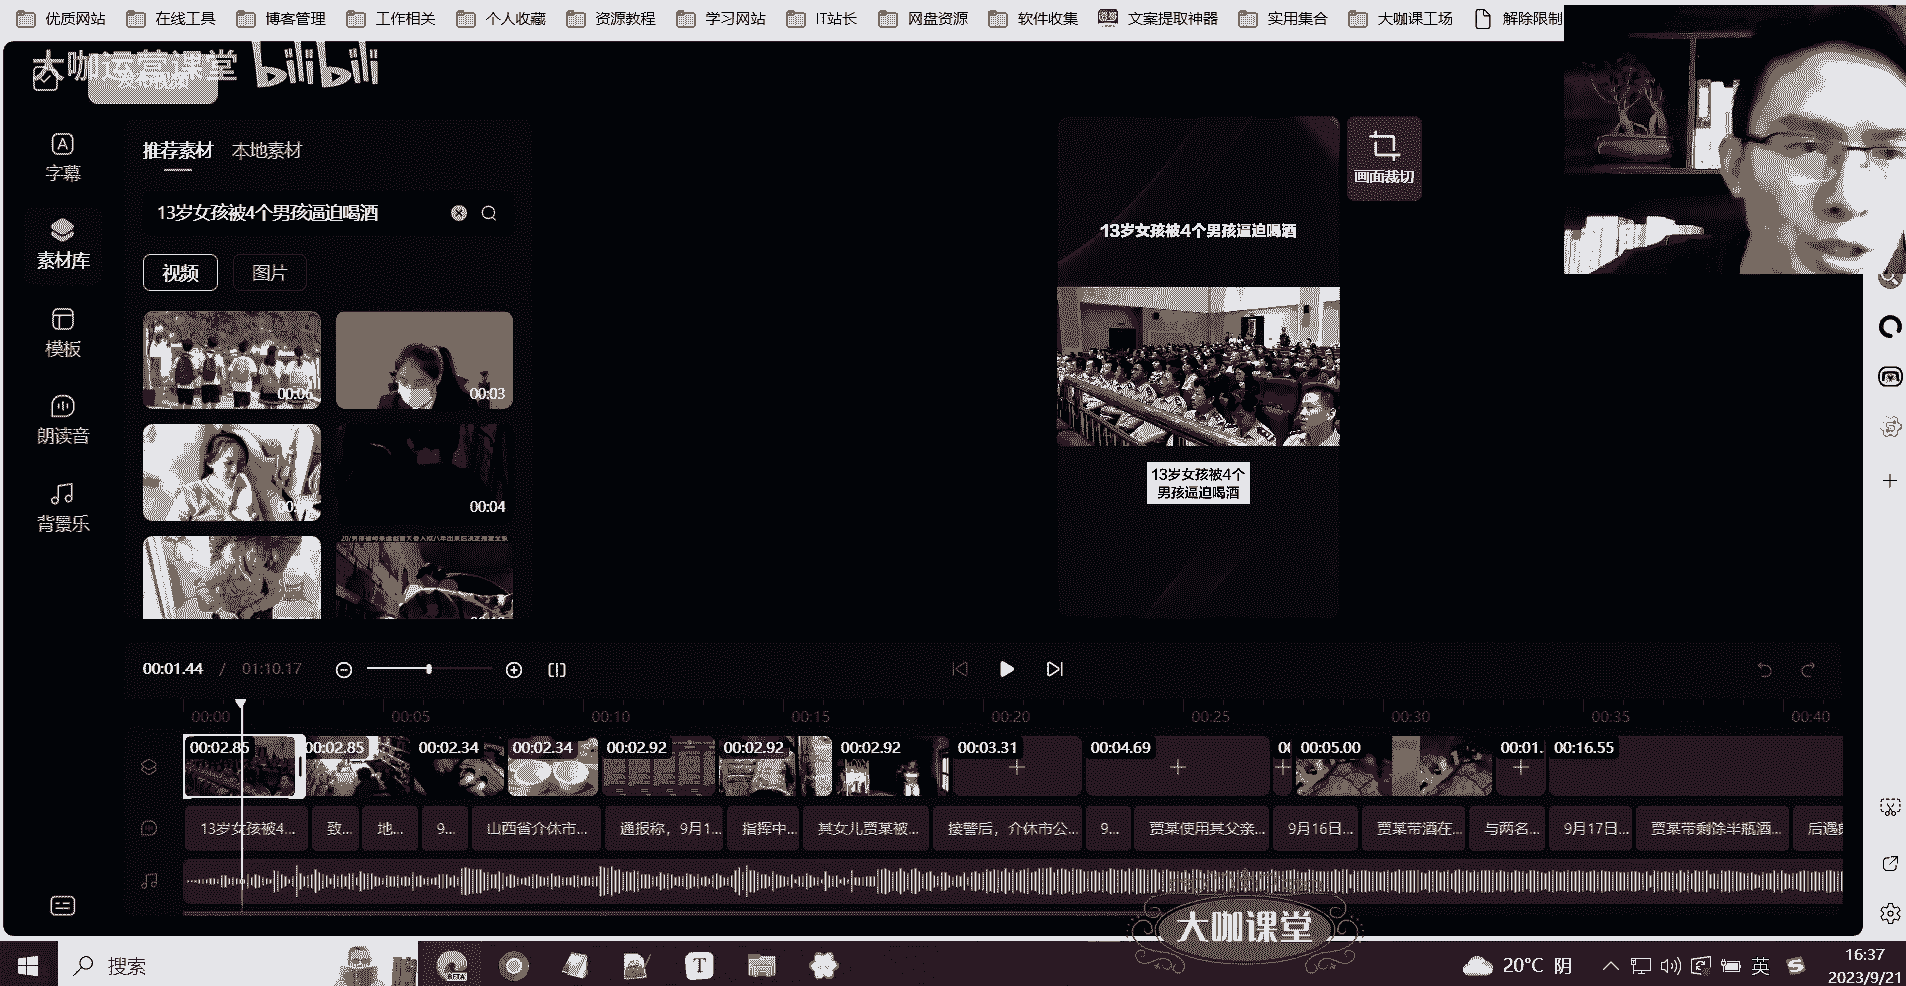 优质网站
在线工具
博客管理
工作相关
个人收藏
资源教程
学习网站
IT站长
网盘资源
软件收集
文案提取神器
实用集合
大咖课工场
解除限制
大咖运营课堂
bilibili
字幕
素材库
模板
朗读音
背景乐
推荐素材 本地素材
13岁女孩被4个男孩逼迫喝酒
视频 图片
00:06
00:03
00:04
画面裁切
13岁女孩被4个男孩逼迫喝酒
13岁女孩被4个
男孩逼迫喝酒
00:01.44 / 01:10.17
00:00 00:05 00:10 00:15 00:20 00:25 00:30 00:35 00:40
00:02.85 00:02.85 00:02.34 00:02.34 00:02.92 00:02.92 00:02.92 00:03.31 00:04.69 00:05.00 00:01. 00:16.55
13岁女孩被4... 致... 地... 9... 山西省介休市... 通报称，9月1... 指挥中... 其女儿贾某被... 接警后，介休市公... 9... 贾某使用其父亲... 9月16日... 贾某带酒在... 与两名... 9月17日... 贾某带剩除半瓶酒...
大咖课堂
搜索
BETA
T
20°C 阴
英
16:37
2023/9/21